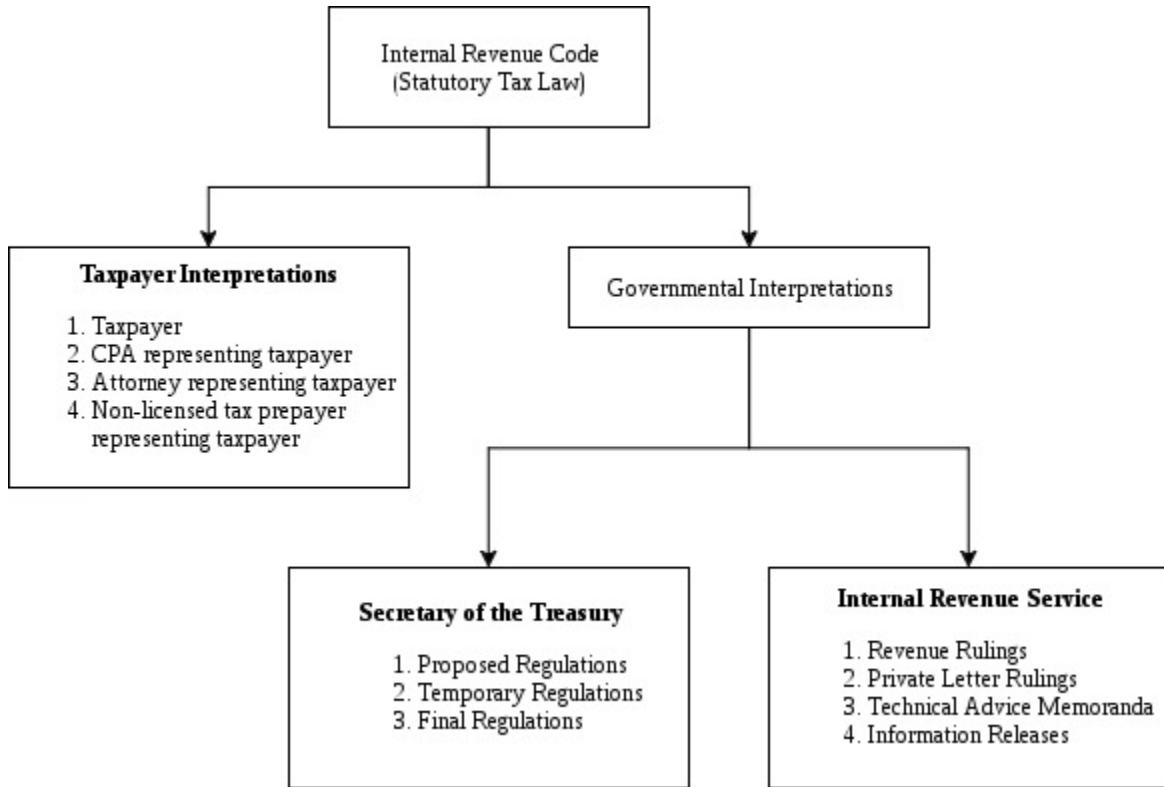 Internal Revenue Code
(Statutory Tax Law)
Taxpayer Interpretations
1. Taxpayer
2. CPA representing taxpayer
3. Attorney representing taxpayer
4. Non-licensed tax prepayer
representing taxpayer
Governmental Interpretations
Secretary of the Treasury
1. Proposed Regulations
2. Temporary Regulations
3. Final Regulations
Internal Revenue Service
1. Revenue Rulings
2. Private Letter Rulings
3. Technical Advice Memoranda
4. Information Releases